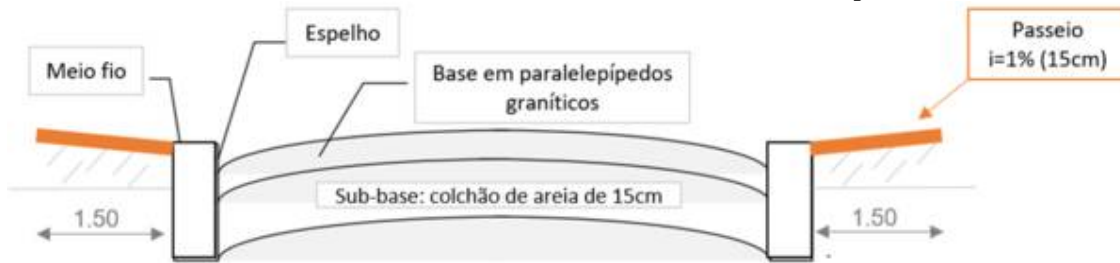 Espelho
Meio fio
Base em paralelepípedos
graníticos
Passeio
i=1% (15cm)
Sub-base: colchão de areia de 15cm
1.50
1.50